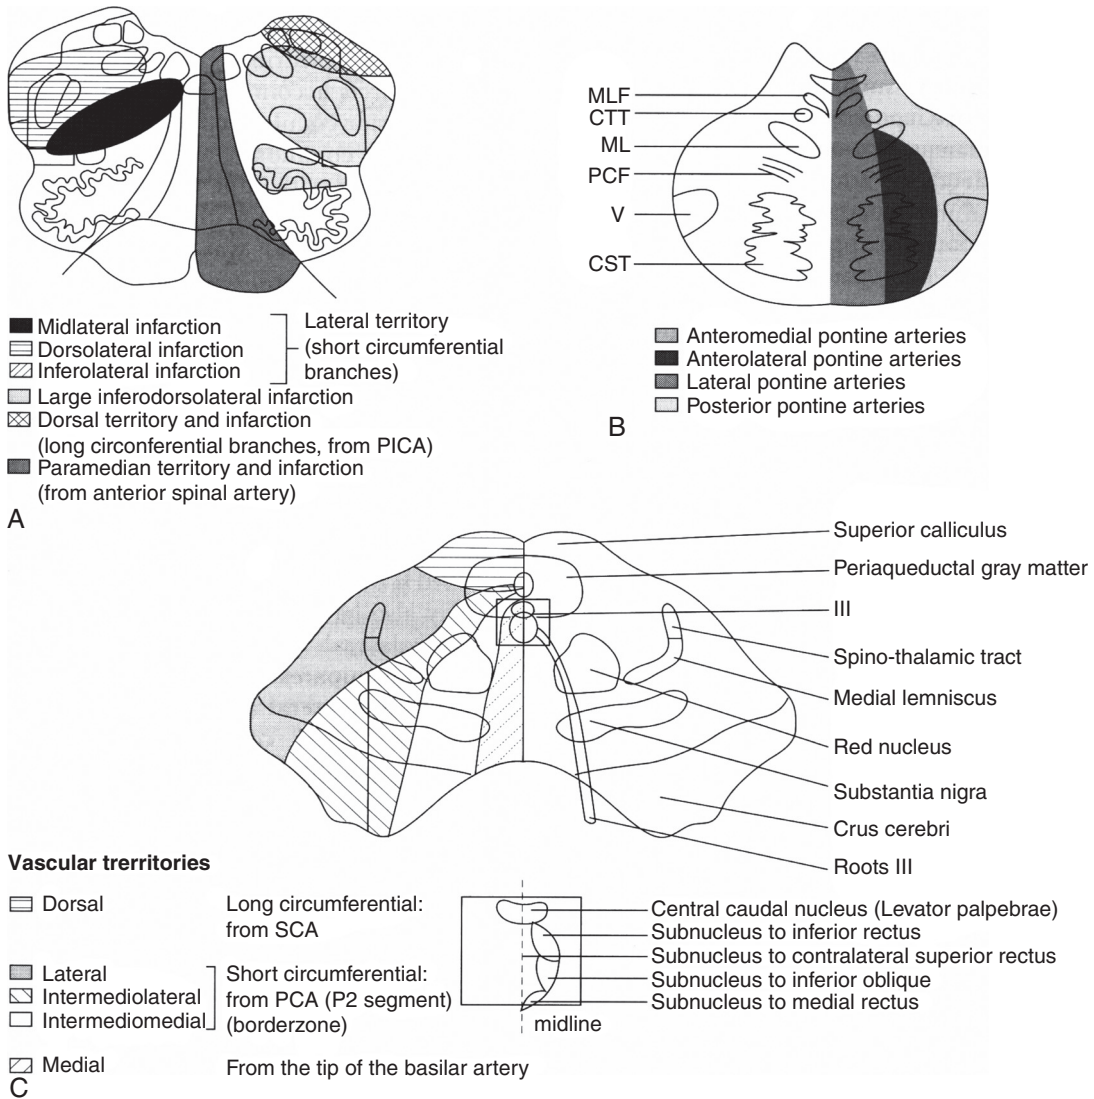 Midlateral infarction
Dorsolateral infarction
Inferolateral infarction
Lateral territory
(short circumferential
branches)
Large inferodorsolateral infarction
Dorsal territory and infarction
(long circonferential branches, from PICA)
Paramedian territory and infarction
(from anterior spinal artery)
A
MLF
CTT
ML
PCF
V
CST
Anteromedial pontine arteries
Anterolateral pontine arteries
Lateral pontine arteries
Posterior pontine arteries
B
Superior calliculus
Periaqueductal gray matter
III
Spino-thalamic tract
Medial lemniscus
Red nucleus
Substantia nigra
Crus cerebri
Roots III
Vascular trerritories
Dorsal
Long circumferential:
from SCA
Lateral
Intermediolateral
Intermediomedial
Short circumferential:
from PCA (P2 segment)
(borderzone)
Medial
From the tip of the basilar artery
Central caudal nucleus (Levator palpebrae)
Subnucleus to inferior rectus
Subnucleus to contralateral superior rectus
Subnucleus to inferior oblique
Subnucleus to medial rectus
midline
C